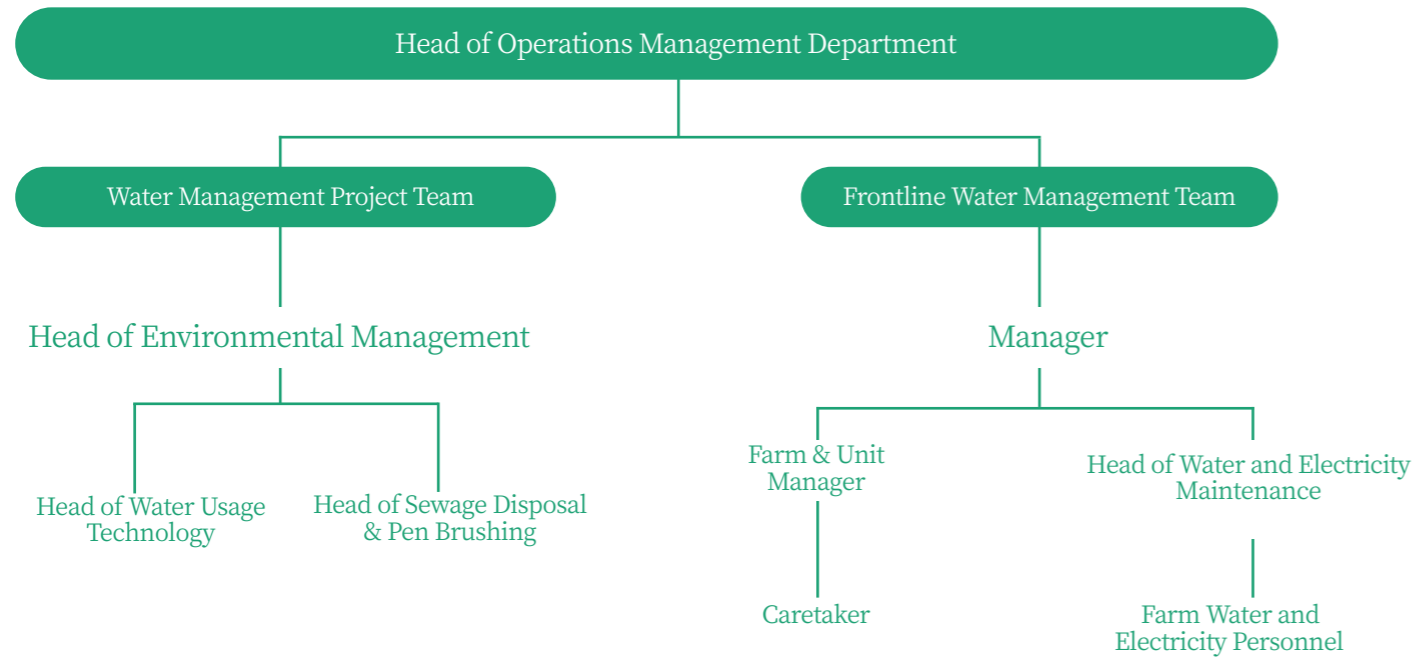 Head of Operations Management Department
Water Management Project Team
Frontline Water Management Team
Head of Environmental Management
Manager
Head of Water Usage
Technology
Head of Sewage Disposal
& Pen Brushing
Farm & Unit
Manager
Head of Water and Electricity
Maintenance
Caretaker
Farm Water and
Electricity Personnel